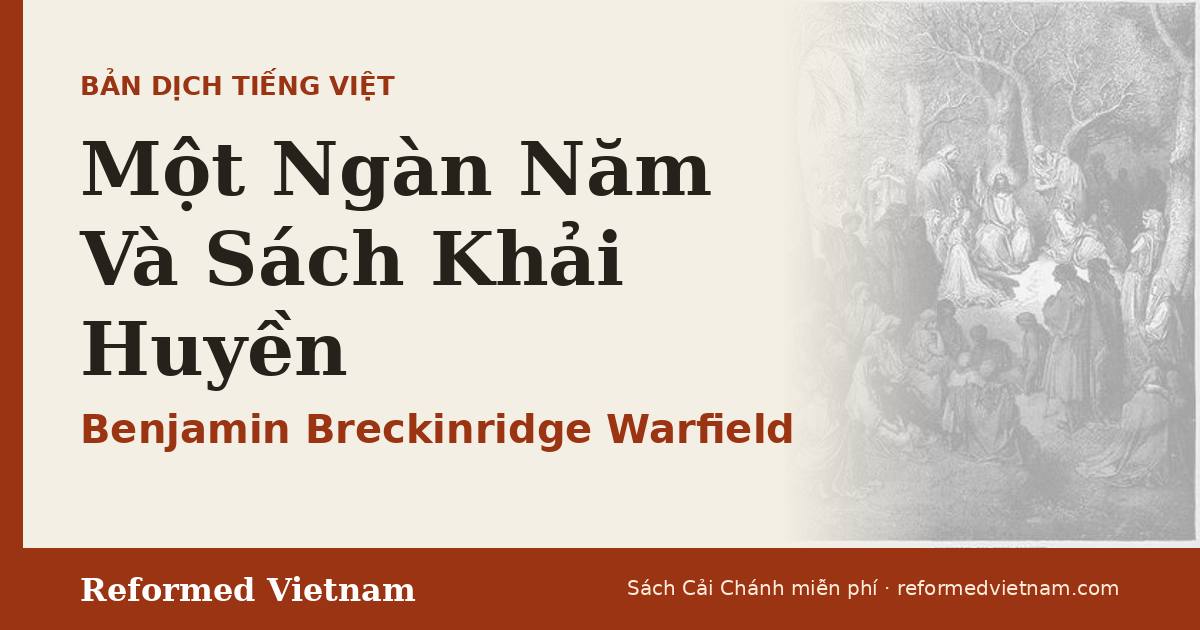 BẢN DỊCH TIẾNG VIỆT
Một Ngàn Năm
Và Sách Khải
Huyền
Benjamin Breckinridge Warfield
Reformed Vietnam
Sách Cải Chánh miễn phí · reformedvietnam.com